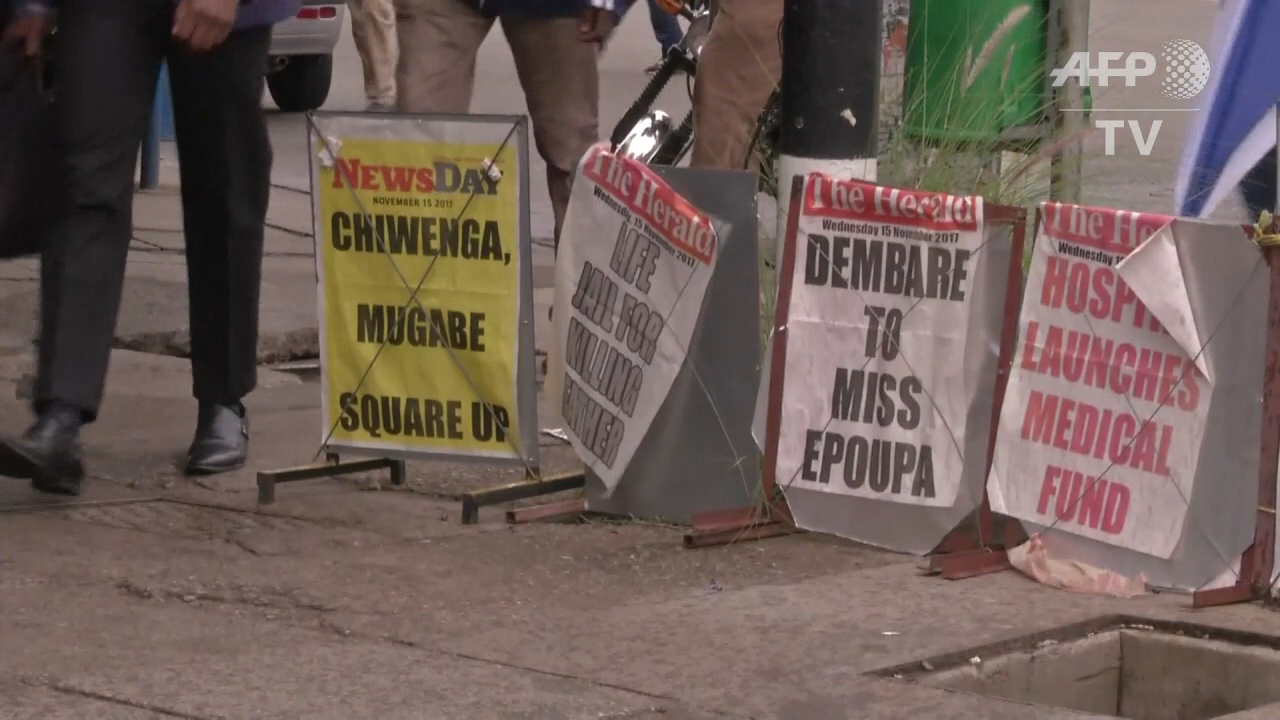 AFP
TV
NEWSDAY
NOVEMBER 15 2017
CHIWENGA,
MUGABE
SQUARE UP
The Herald
Wednesday, 15 November 2017
LIFE
JAIL FOR
KILLING
FATHER
The Herald
Wednesday 15 November 2017
DEMBARE
TO
MISS
EPOUPA
The He
Wednesday 1
HOSPI
LAUNCHES
MEDICAL
FUND